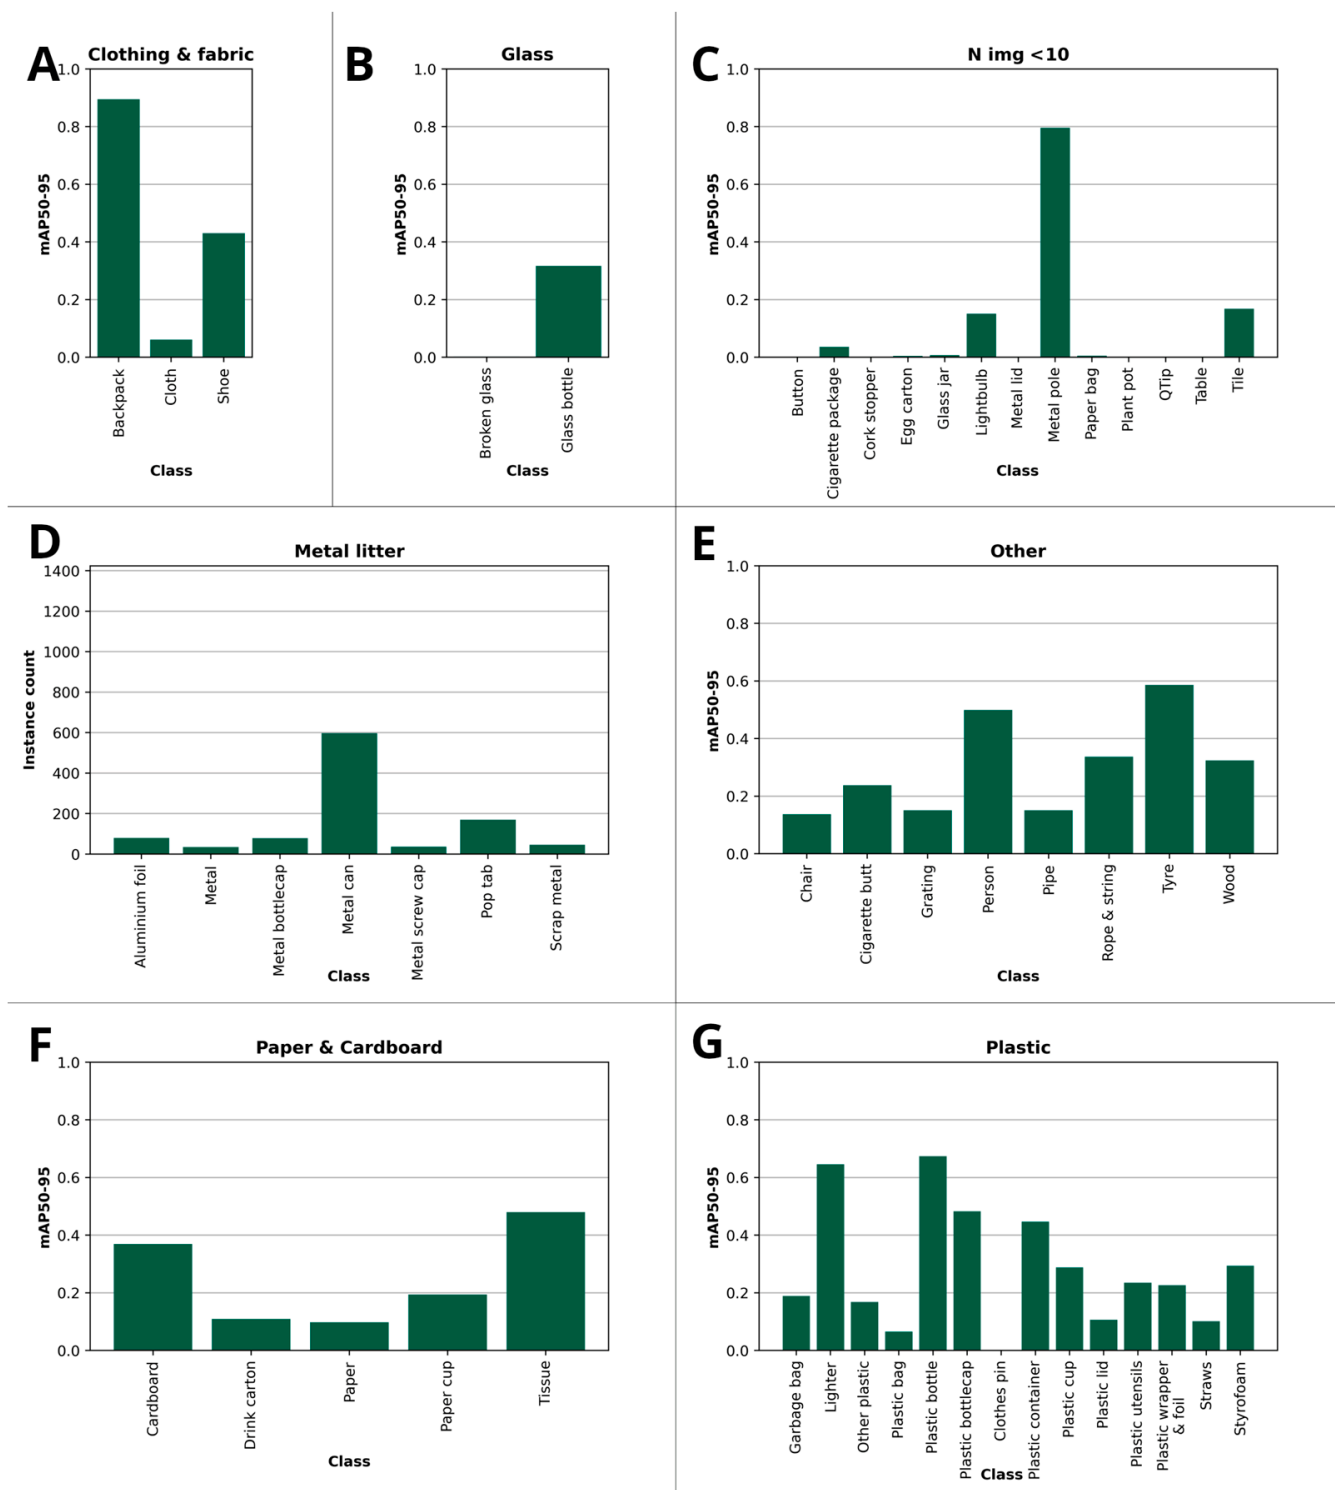 A
Clothing & fabric
1.0
0.8
0.6
0.4
0.2
0.0
mAP50-95
Backpack
Cloth
Shoe
Class
B
Glass
1.0
0.8
0.6
0.4
0.2
0.0
mAP50-95
Broken glass
Glass bottle
Class
C
N img <10
1.0
0.8
0.6
0.4
0.2
0.0
mAP50-95
Button
Cigarette package
Cork stopper
Egg carton
Glass jar
Lightbulb
Metal lid
Metal pole
Paper bag
Plant pot
QTip
Table
Tile
Class
D
Metal litter
1400
1200
1000
800
600
400
200
0
Instance count
Aluminium foil
Metal
Metal bottlecap
Metal can
Metal screw cap
Pop tab
Scrap metal
Class
E
Other
1.0
0.8
0.6
0.4
0.2
0.0
mAP50-95
Chair
Cigarette butt
Grating
Person
Pipe
Rope & string
Tyre
Wood
Class
F
Paper & Cardboard
1.0
0.8
0.6
0.4
0.2
0.0
mAP50-95
Cardboard
Drink carton
Paper
Paper cup
Tissue
Class
G
Plastic
1.0
0.8
0.6
0.4
0.2
0.0
mAP50-95
Garbage bag
Lighter
Other plastic
Plastic bag
Plastic bottle
Plastic bottlecap
Clothes pin
Plastic container
Plastic cup
Plastic lid
Plastic utensils
Plastic wrapper
& foil
Straws
Styrofoam
Class